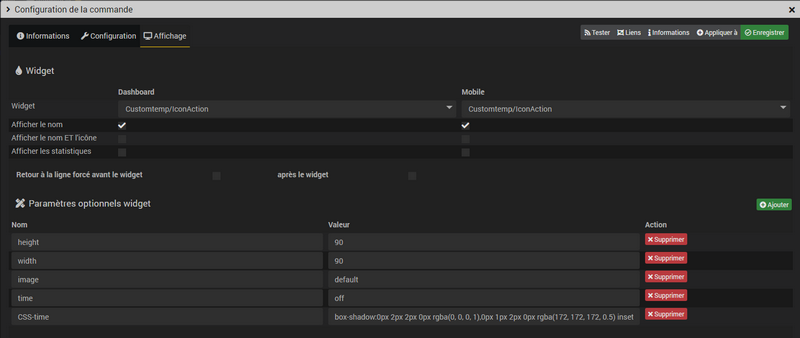 Configuration de la commande
Informations Configuration Affichage
Tester Liens Informations Appliquer à Enregistrer
Widget
Dashboard Mobile
Widget Customtemp/IconAction Customtemp/IconAction
Afficher le nom
Afficher le nom ET l'icône
Afficher les statistiques
Retour à la ligne forcé avant le widget après le widget
Paramètres optionnels widget Ajouter
Nom Valeur Action
height 90 Supprimer
width 90 Supprimer
image default Supprimer
time off Supprimer
CSS-time box-shadow:0px 2px 2px 0px rgba(0, 0, 0, 1),0px 1px 2px 0px rgba(172, 172, 172, 0.5) inset Supprimer